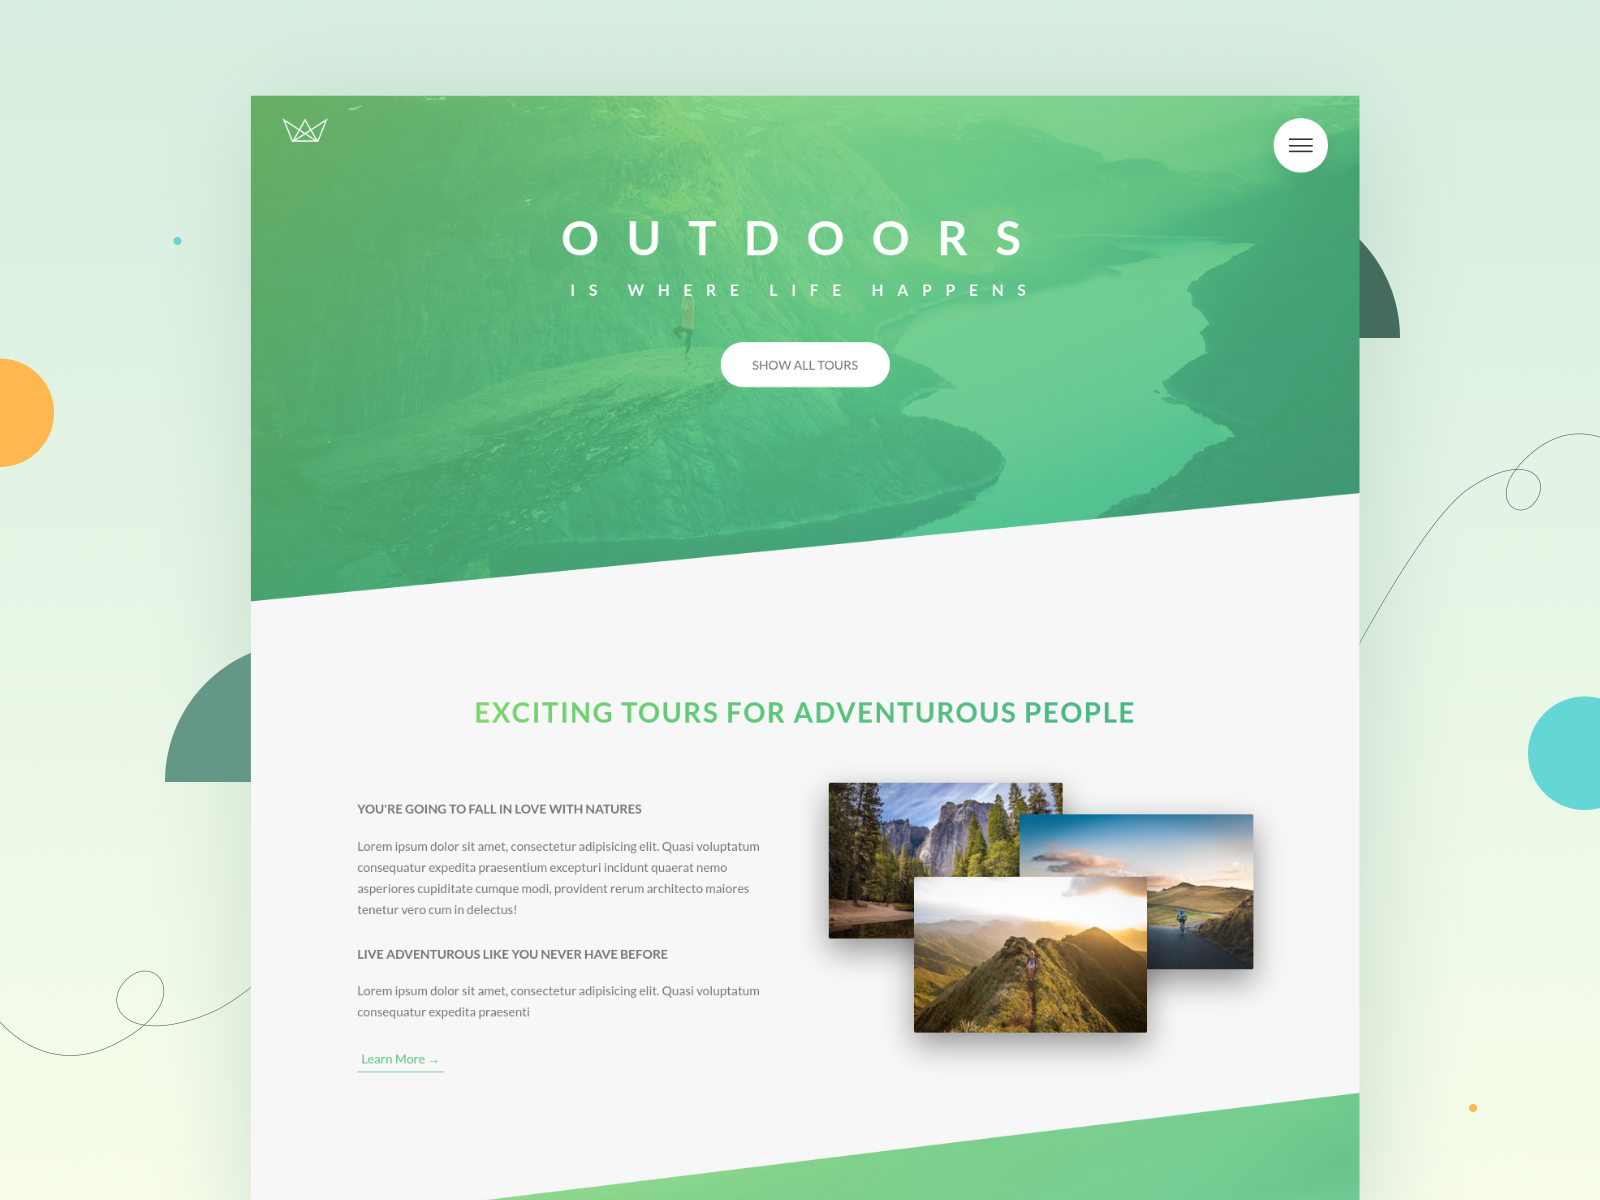 OUTDOORS
IS WHERE LIFE HAPPENS
SHOW ALL TOURS
EXCITING TOURS FOR ADVENTUROUS PEOPLE
YOU'RE GOING TO FALL IN LOVE WITH NATURES
Lorem ipsum dolor sit amet, consectetur adipisicing elit. Quasi voluptatum
consequatur expedita praesentium excepturi incidunt quaerat nemo
asperiores cupiditate cumque modi, provident rerum architecto maiores
tenetur vero cum in delectus!
LIVE ADVENTUROUS LIKE YOU NEVER HAVE BEFORE
Lorem ipsum dolor sit amet, consectetur adipisicing elit. Quasi voluptatum
consequatur expedita praesenti
Learn More →